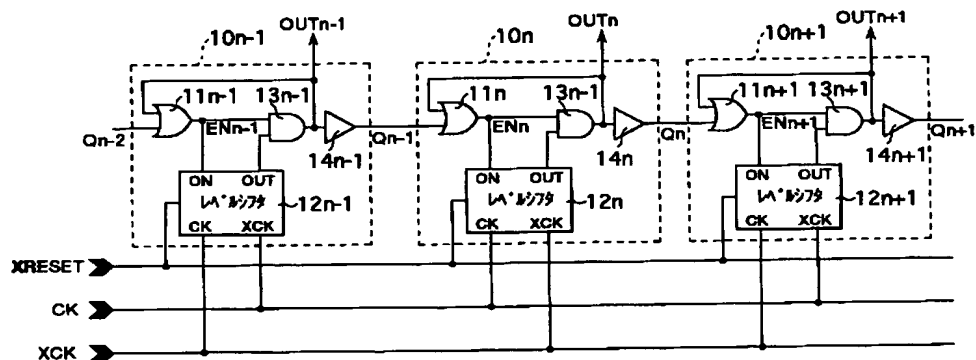 OUTn-1 OUTn OUTn+1
10n-1 10n 10n+1
11n-1 13n-1 11n 13n-1 11n+1 13n+1
Qn-2 ENn-1 Qn-1 ENn Qn ENn+1 Qn+1
14n-1 14n 14n+1
ON OUT ON OUT ON OUT
レベルシフタ 12n-1 レベルシフタ 12n レベルシフタ 12n+1
CK XCK CK XCK CK XCK
XRESET
CK
XCK